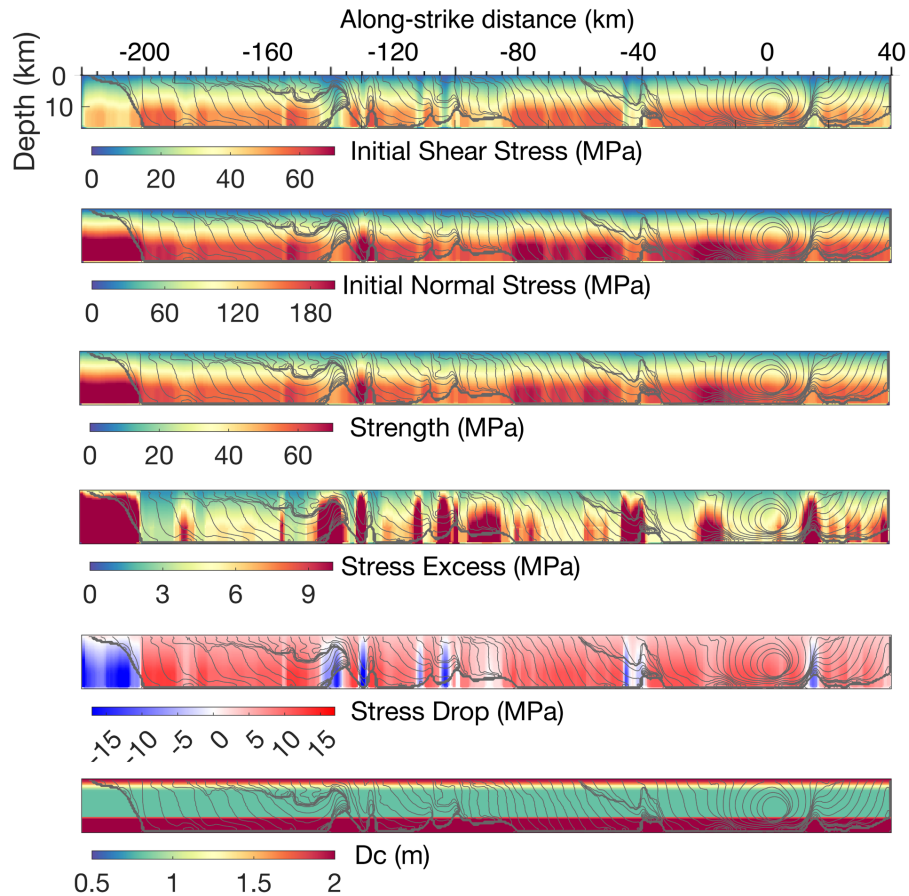 Along-strike distance (km)
-200 -160 -120 -80 -40 0 40
Depth (km)
0
10
Initial Shear Stress (MPa)
0 20 40 60
Initial Normal Stress (MPa)
0 60 120 180
Strength (MPa)
0 20 40 60
Stress Excess (MPa)
0 3 6 9
Stress Drop (MPa)
-15 -10 -5 0 5 10 15
Dc (m)
0.5 1 1.5 2